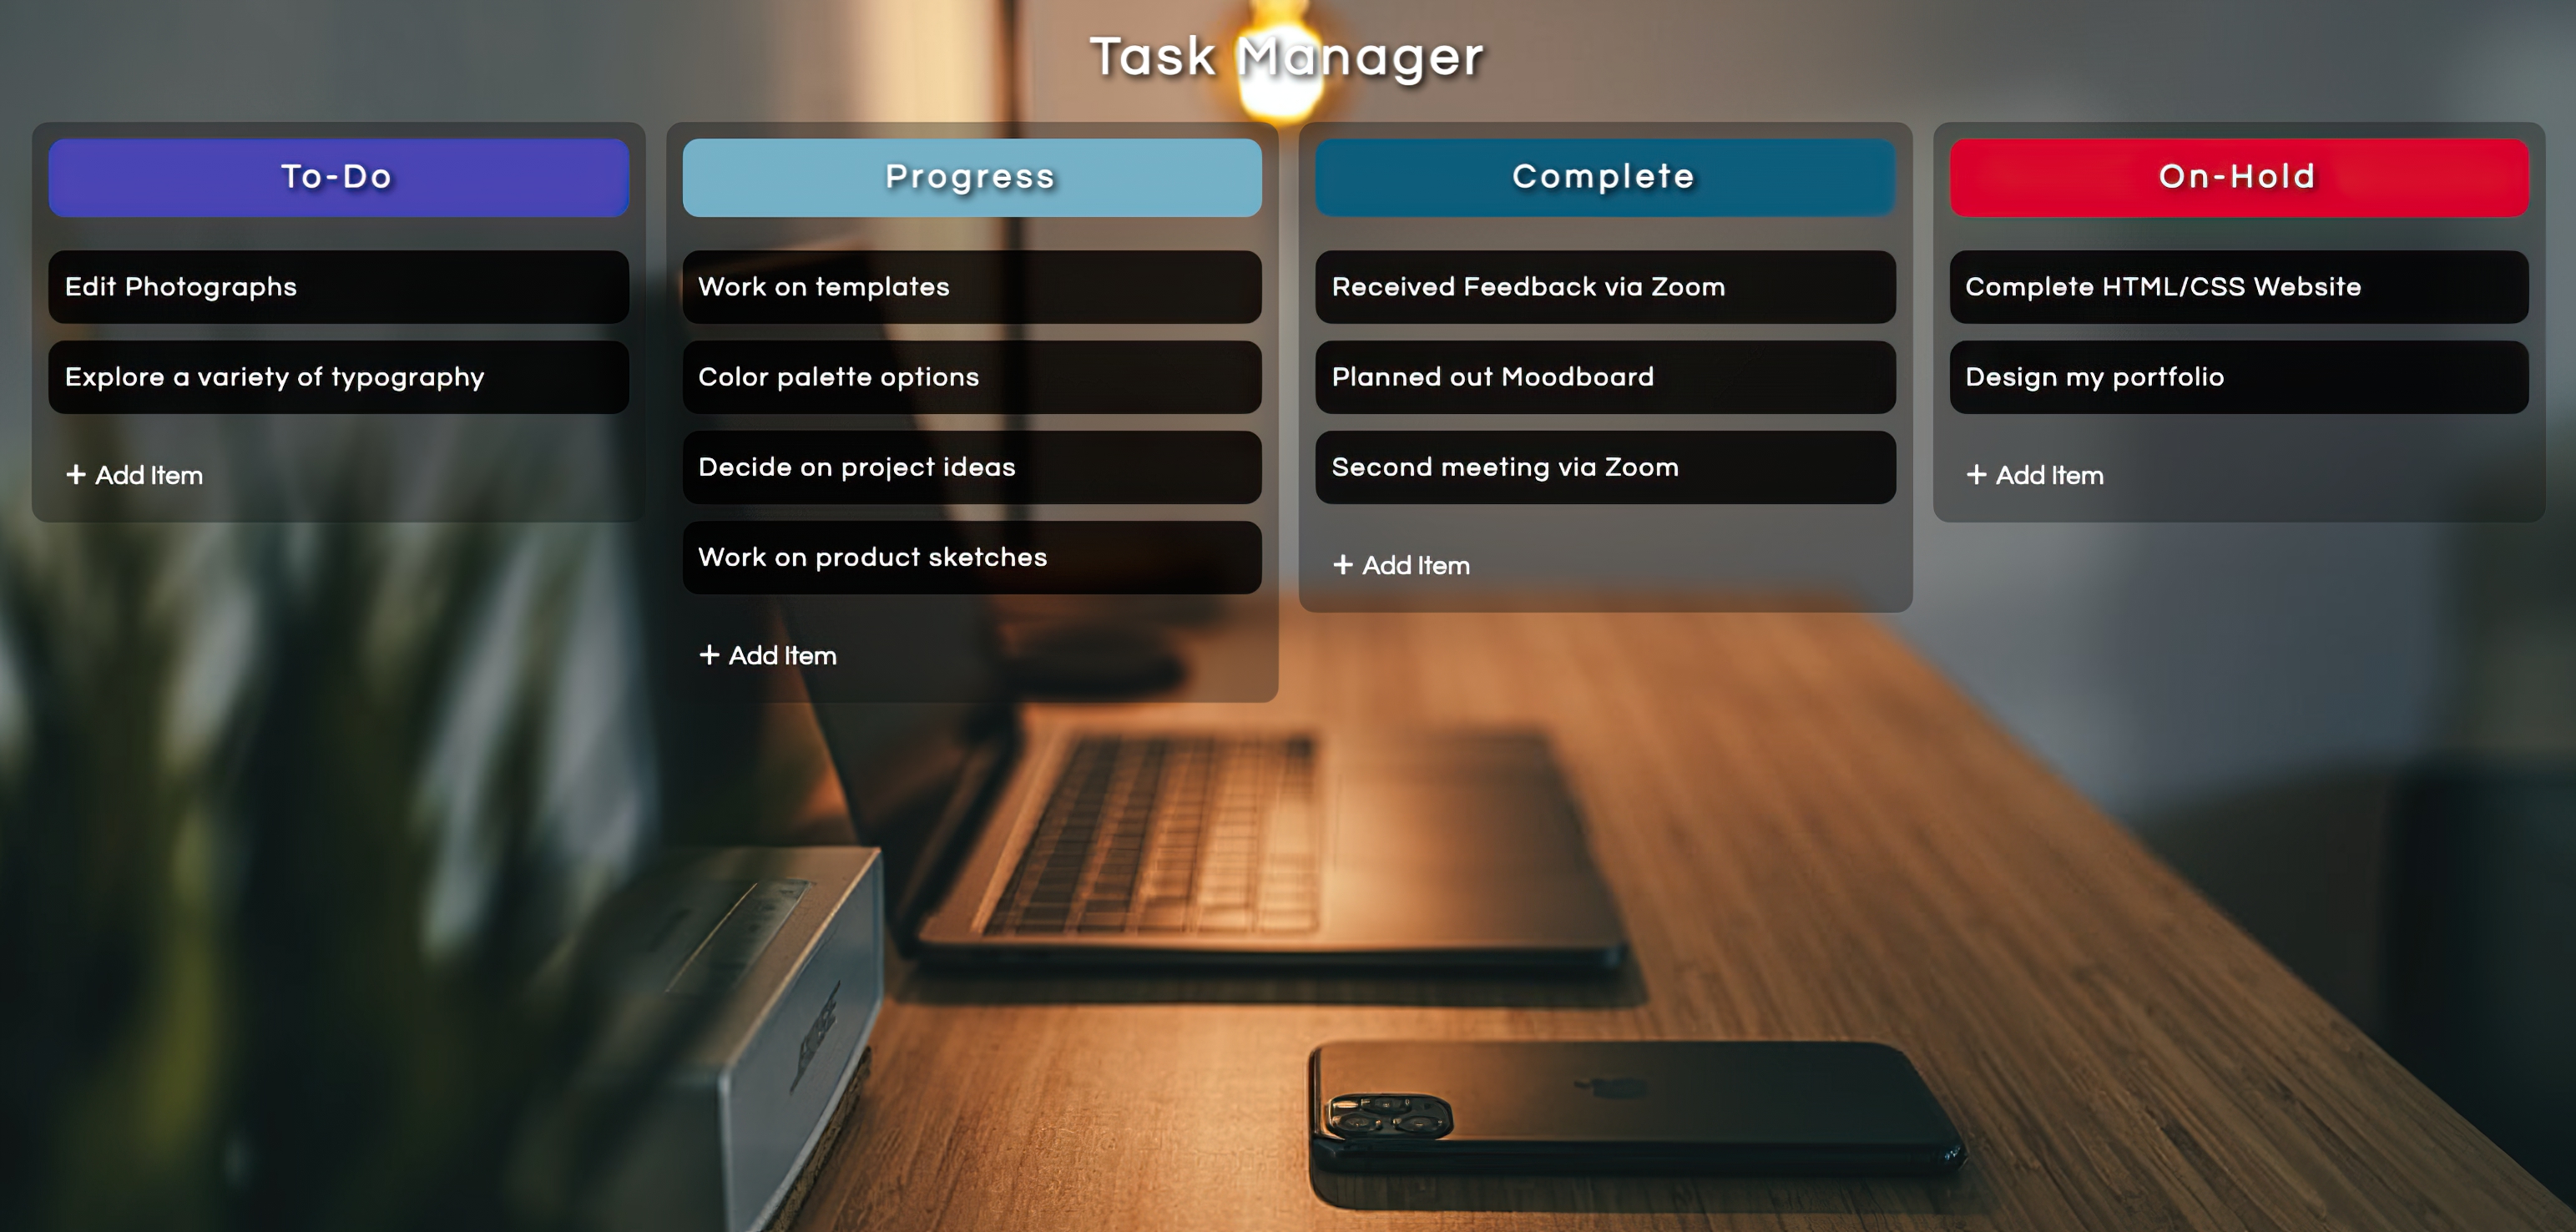 Task Manager
To-Do
Edit Photographs
Explore a variety of typography
+ Add Item
Progress
Work on templates
Color palette options
Decide on project ideas
Work on product sketches
+ Add Item
Complete
Received Feedback via Zoom
Planned out Moodboard
Second meeting via Zoom
+ Add Item
On-Hold
Complete HTML/CSS Website
Design my portfolio
+ Add Item